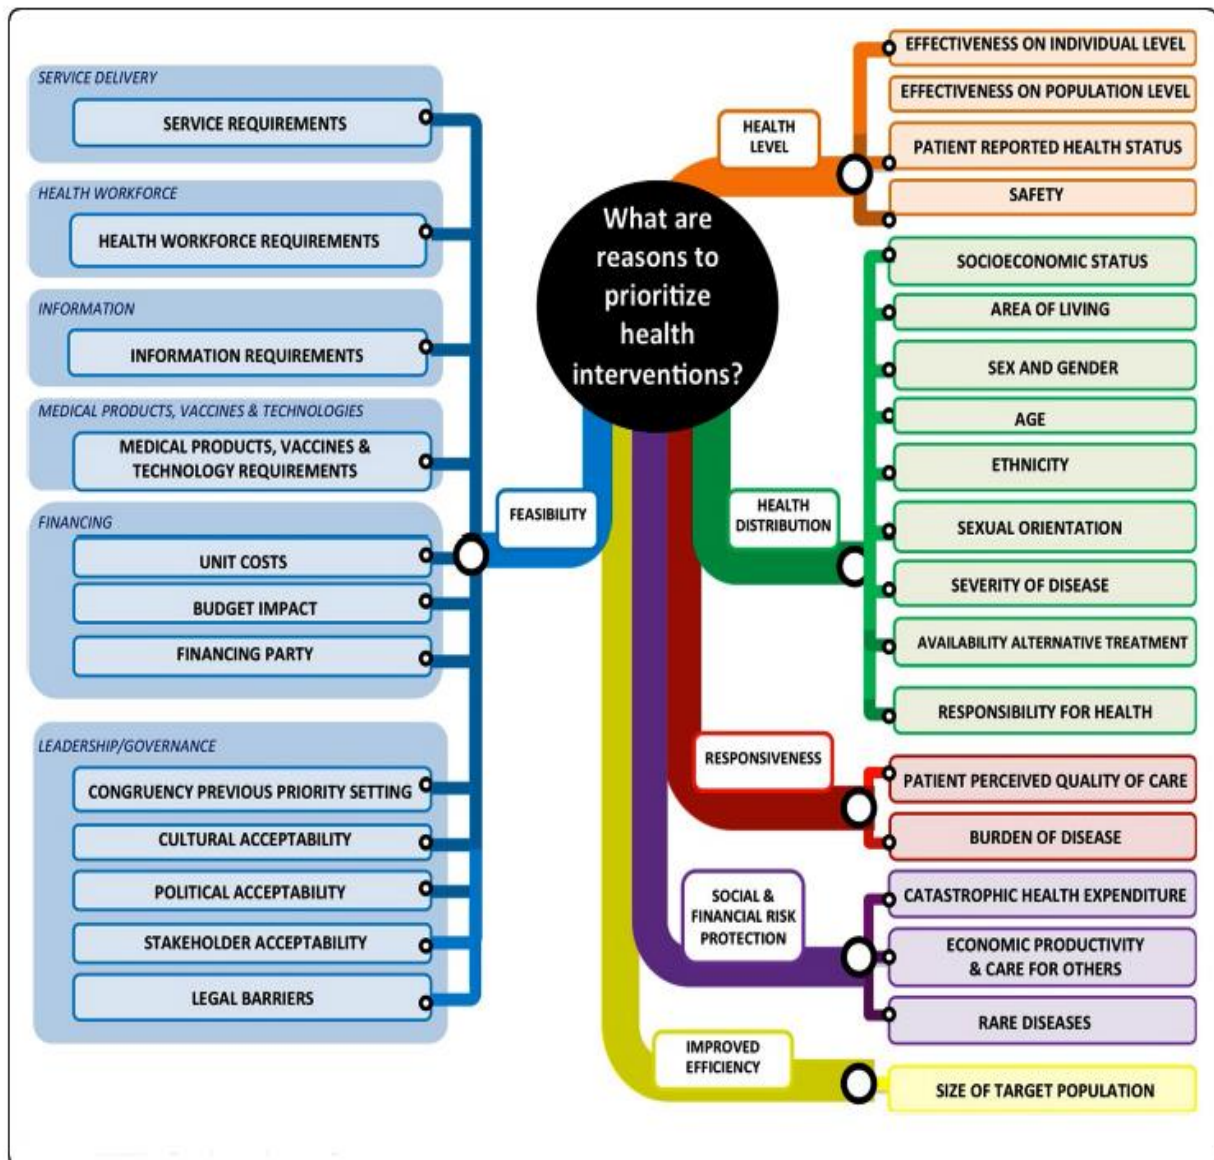 What are
reasons to
prioritize
health
interventions?
SERVICE DELIVERY
SERVICE REQUIREMENTS
HEALTH WORKFORCE
HEALTH WORKFORCE REQUIREMENTS
INFORMATION
INFORMATION REQUIREMENTS
MEDICAL PRODUCTS, VACCINES & TECHNOLOGIES
MEDICAL PRODUCTS, VACCINES &
TECHNOLOGY REQUIREMENTS
FINANCING
UNIT COSTS
BUDGET IMPACT
FINANCING PARTY
LEADERSHIP/GOVERNANCE
CONGRUENCY PREVIOUS PRIORITY SETTING
CULTURAL ACCEPTABILITY
POLITICAL ACCEPTABILITY
STAKEHOLDER ACCEPTABILITY
LEGAL BARRIERS
FEASIBILITY
HEALTH
LEVEL
EFFECTIVENESS ON INDIVIDUAL LEVEL
EFFECTIVENESS ON POPULATION LEVEL
PATIENT REPORTED HEALTH STATUS
SAFETY
HEALTH
DISTRIBUTION
SOCIOECONOMIC STATUS
AREA OF LIVING
SEX AND GENDER
AGE
ETHNICITY
SEXUAL ORIENTATION
SEVERITY OF DISEASE
AVAILABILITY ALTERNATIVE TREATMENT
RESPONSIBILITY FOR HEALTH
RESPONSIVENESS
PATIENT PERCEIVED QUALITY OF CARE
BURDEN OF DISEASE
SOCIAL &
FINANCIAL RISK
PROTECTION
CATASTROPHIC HEALTH EXPENDITURE
ECONOMIC PRODUCTIVITY
& CARE FOR OTHERS
RARE DISEASES
IMPROVED
EFFICIENCY
SIZE OF TARGET POPULATION